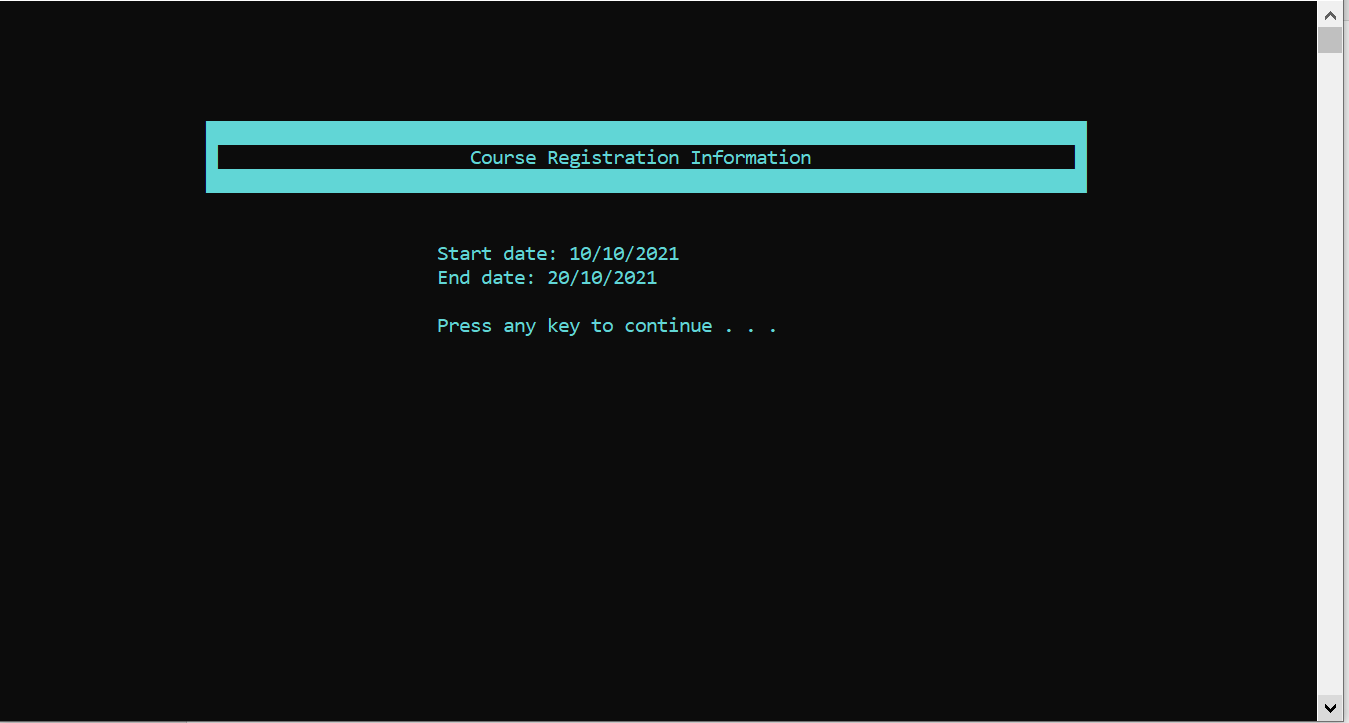 Course Registration Information
Start date: 10/10/2021
End date: 20/10/2021
Press any key to continue . . .